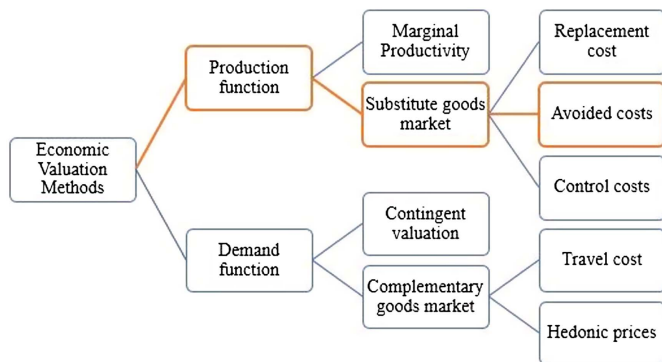 Marginal
Productivity
Replacement
cost
Production
function
Substitute goods
market
Avoided costs
Economic
Valuation
Methods
Control costs
Contingent
valuation
Demand
function
Travel cost
Complementary
goods market
Hedonic prices